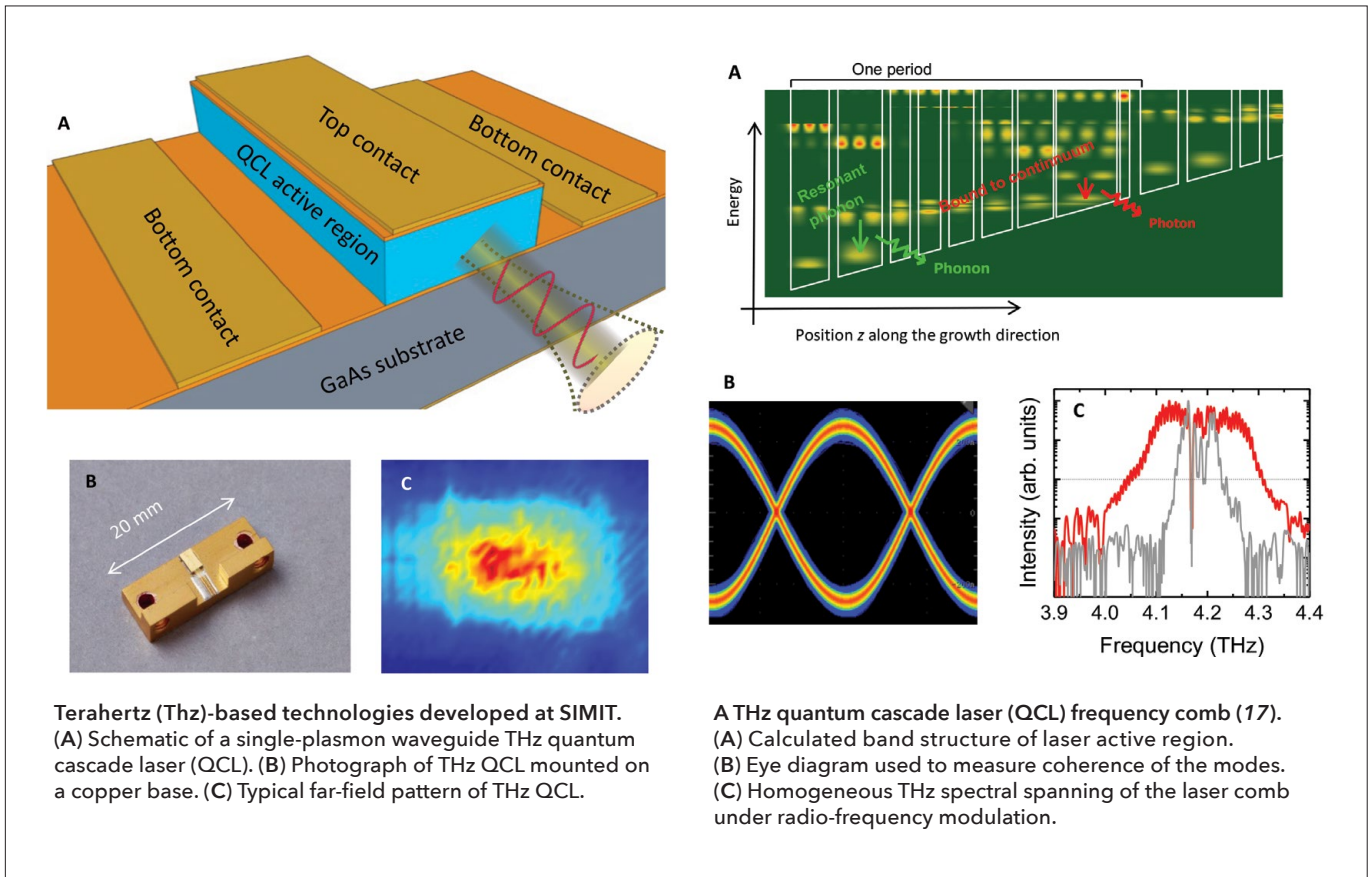 A
Top contact
Bottom contact
QCL active region
Bottom contact
GaAs substrate
B
20 mm
C
Terahertz (Thz)-based technologies developed at SIMIT.
(A) Schematic of a single-plasmon waveguide THz quantum
cascade laser (QCL). (B) Photograph of THz QCL mounted on
a copper base. (C) Typical far-field pattern of THz QCL.
A
One period
Energy
Resonant
phonon
Bound to continuum
Photon
Phonon
Position z along the growth direction
B
0
C
Intensity (arb. units)
3.9 4.0 4.1 4.2 4.3 4.4
Frequency (THz)
A THz quantum cascade laser (QCL) frequency comb (17).
(A) Calculated band structure of laser active region.
(B) Eye diagram used to measure coherence of the modes.
(C) Homogeneous THz spectral spanning of the laser comb
under radio-frequency modulation.